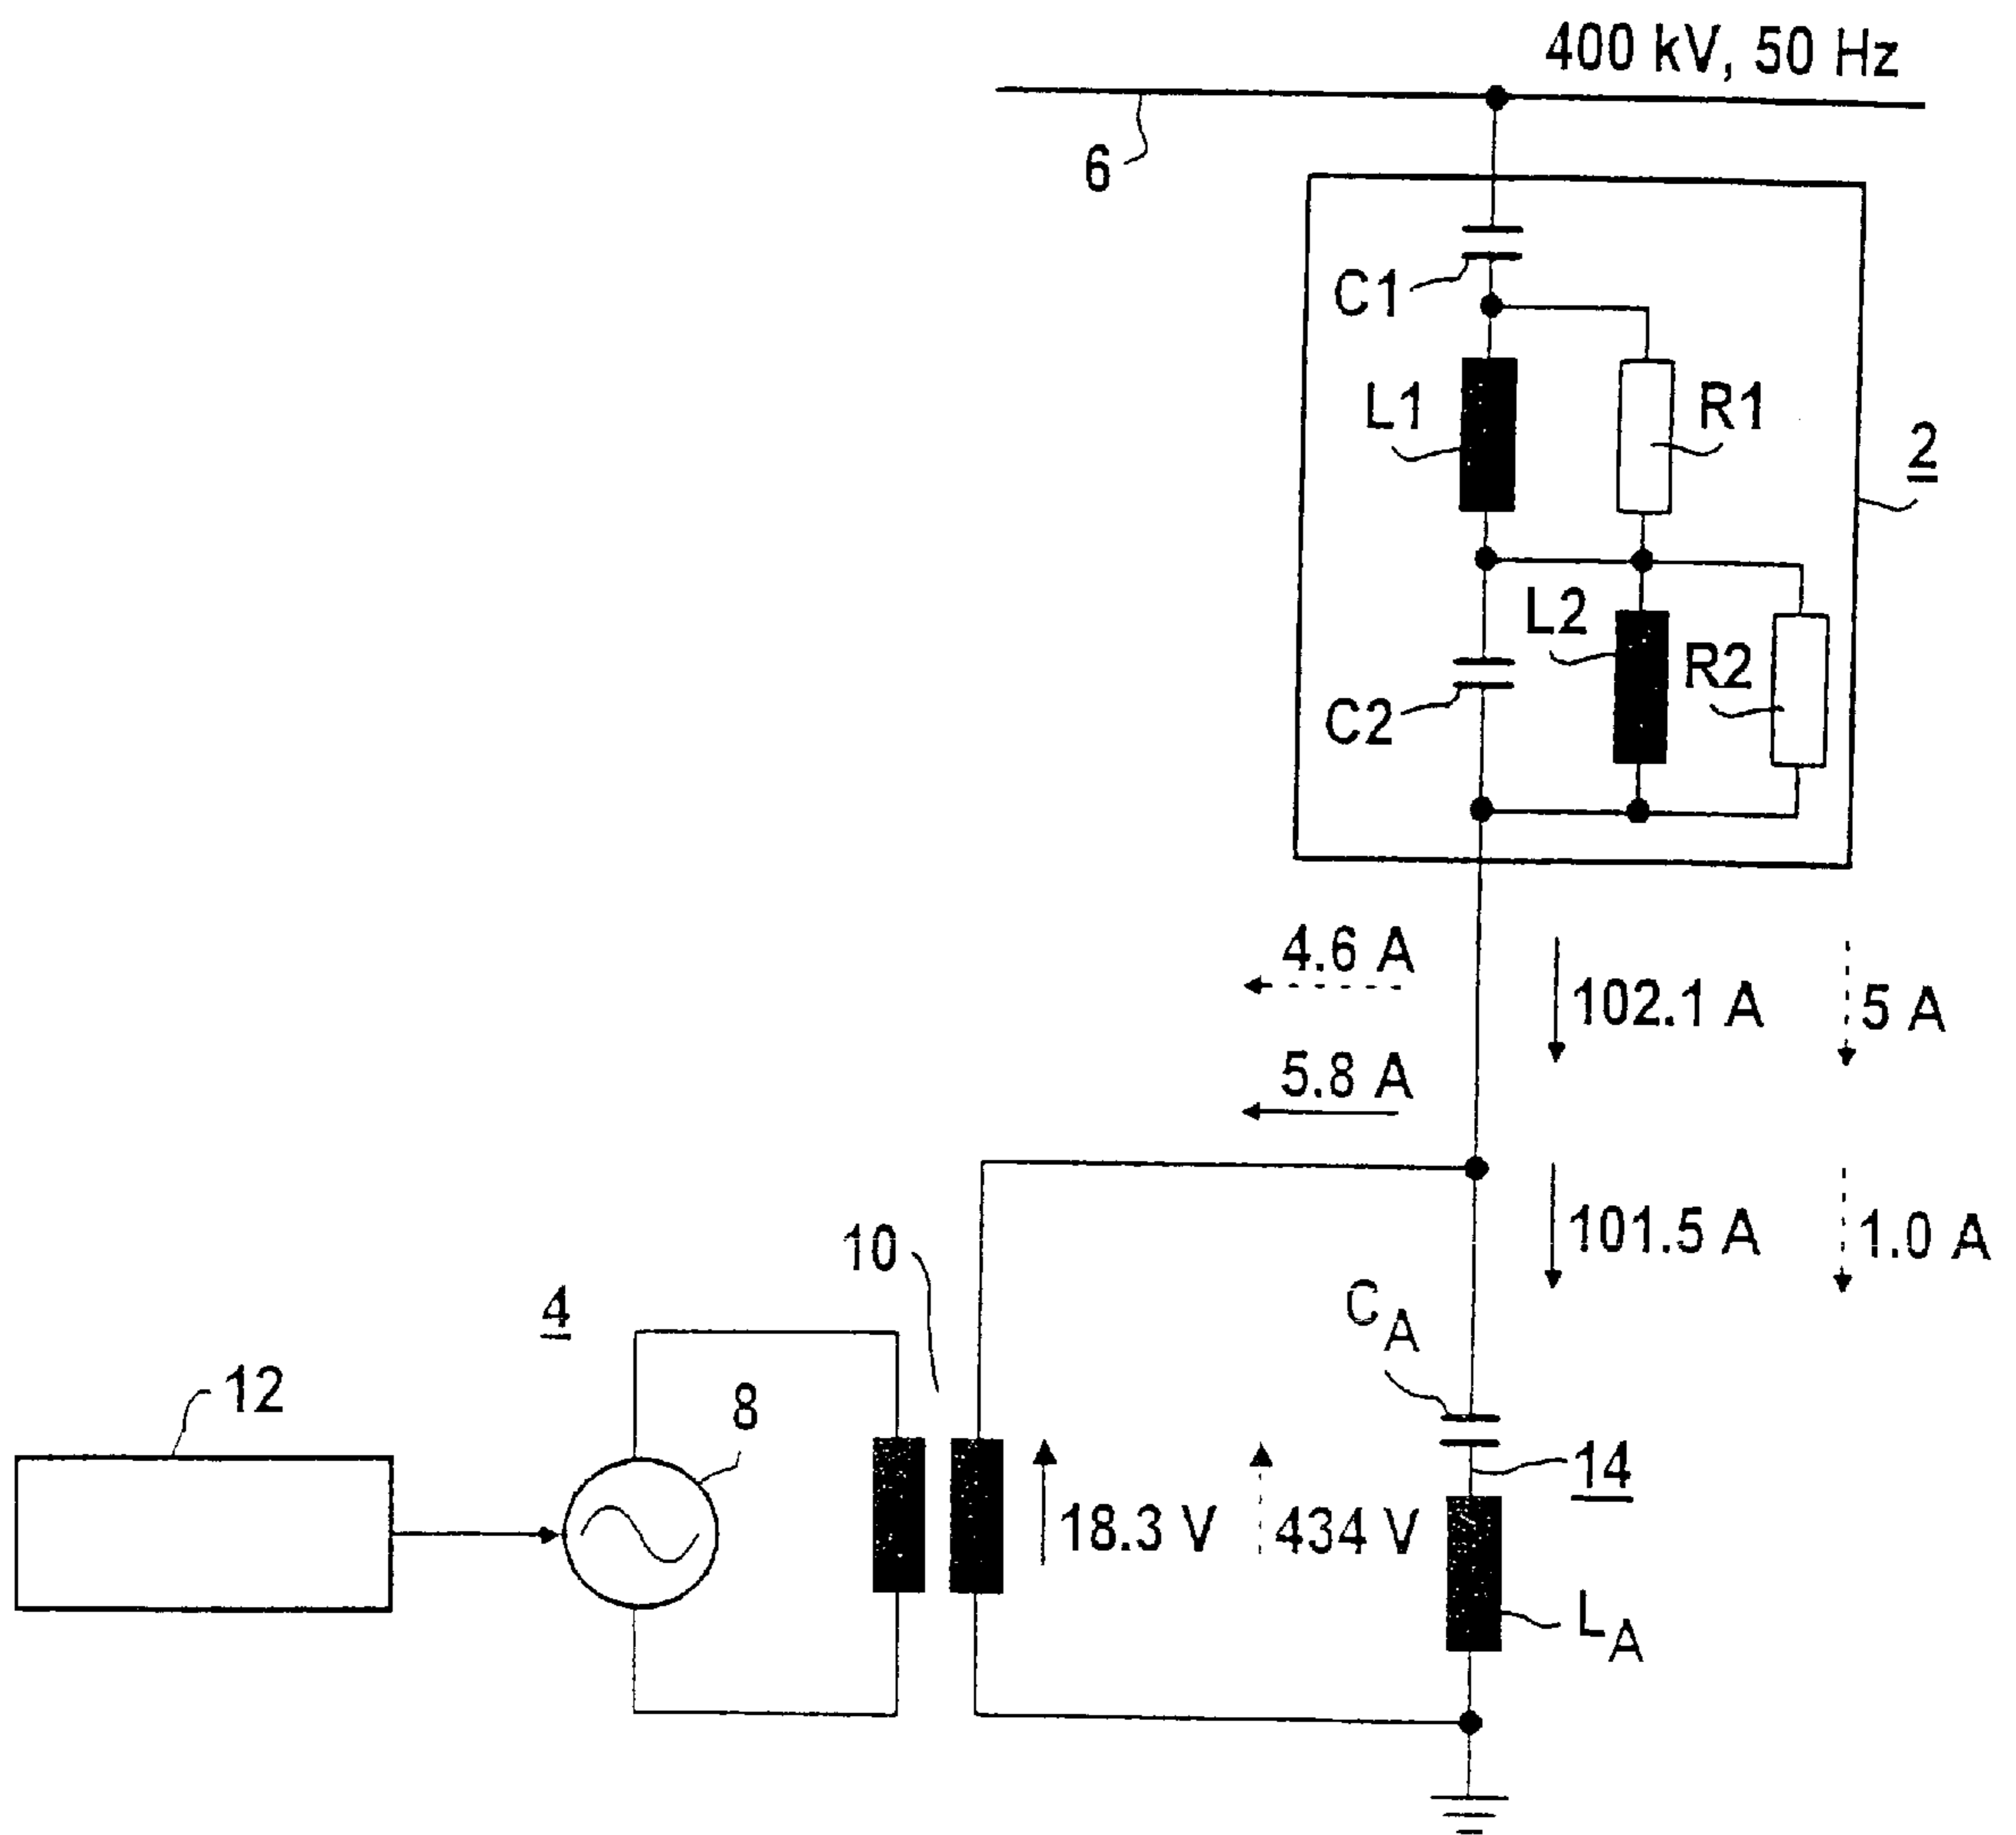 400 kV, 50 Hz
6
C1
L1
R1
2
L2
R2
C2
4.6 A
102.1 A
5 A
5.8 A
10
101.5 A
1.0 A
4
C A
12
8
14
18.3 V
434 V
L A